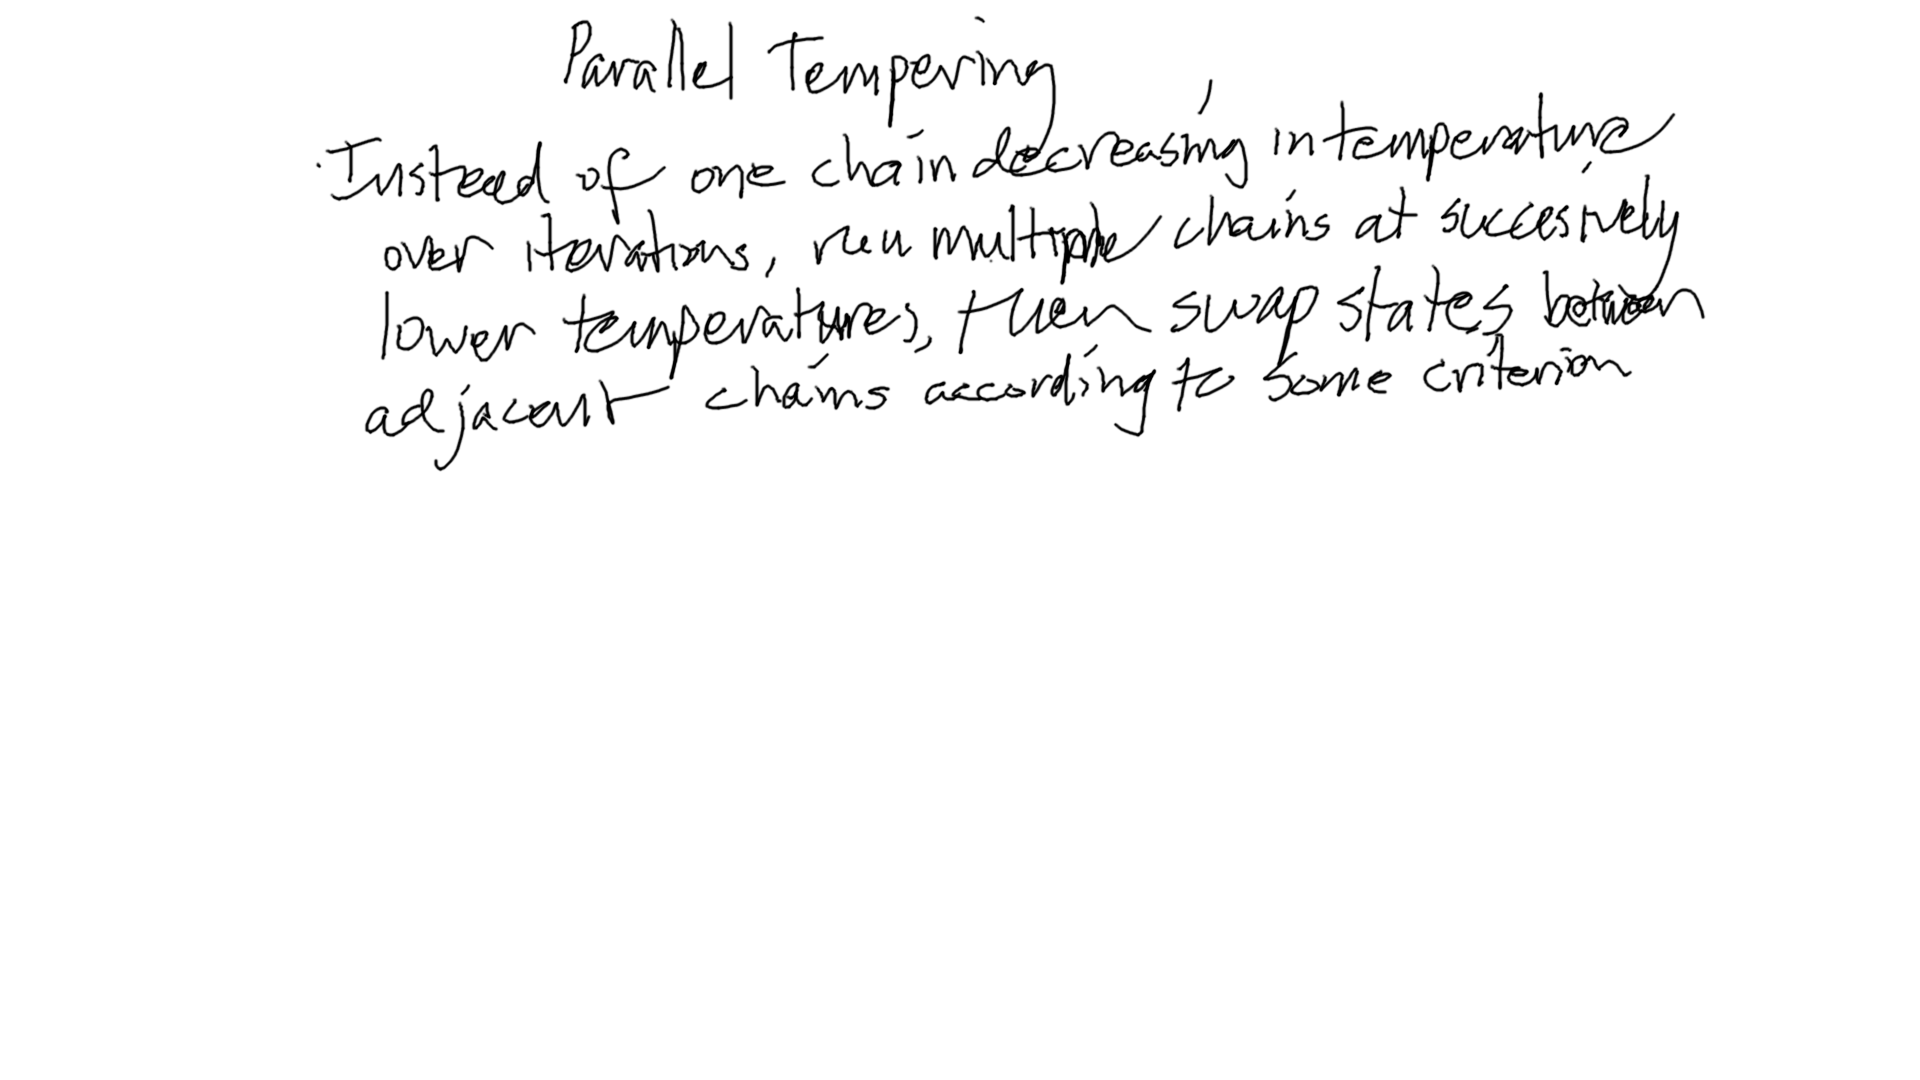 Parallel Tempering
· Instead of one chain decreasing in temperature
over iterations, run multiple chains at succesively
lower temperatures, then swap states between
adjacent chains according to some criterion